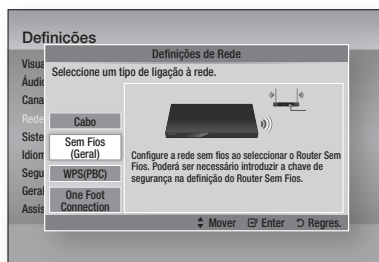 Definições
Definições de Rede
Seleccione um tipo de ligação à rede.
Visua
Áudic
Cana
Rede
Siste
Idiom
Segu
Geral
Assis
Cabo
Sem Fios
(Geral)
WPS(PBC)
One Foot
Connection
Configure a rede sem fios ao seleccionar o Router Sem
Fios. Poderá ser necessário introduzir a chave de
segurança na definição do Router Sem Fios.
Mover Enter Regres.